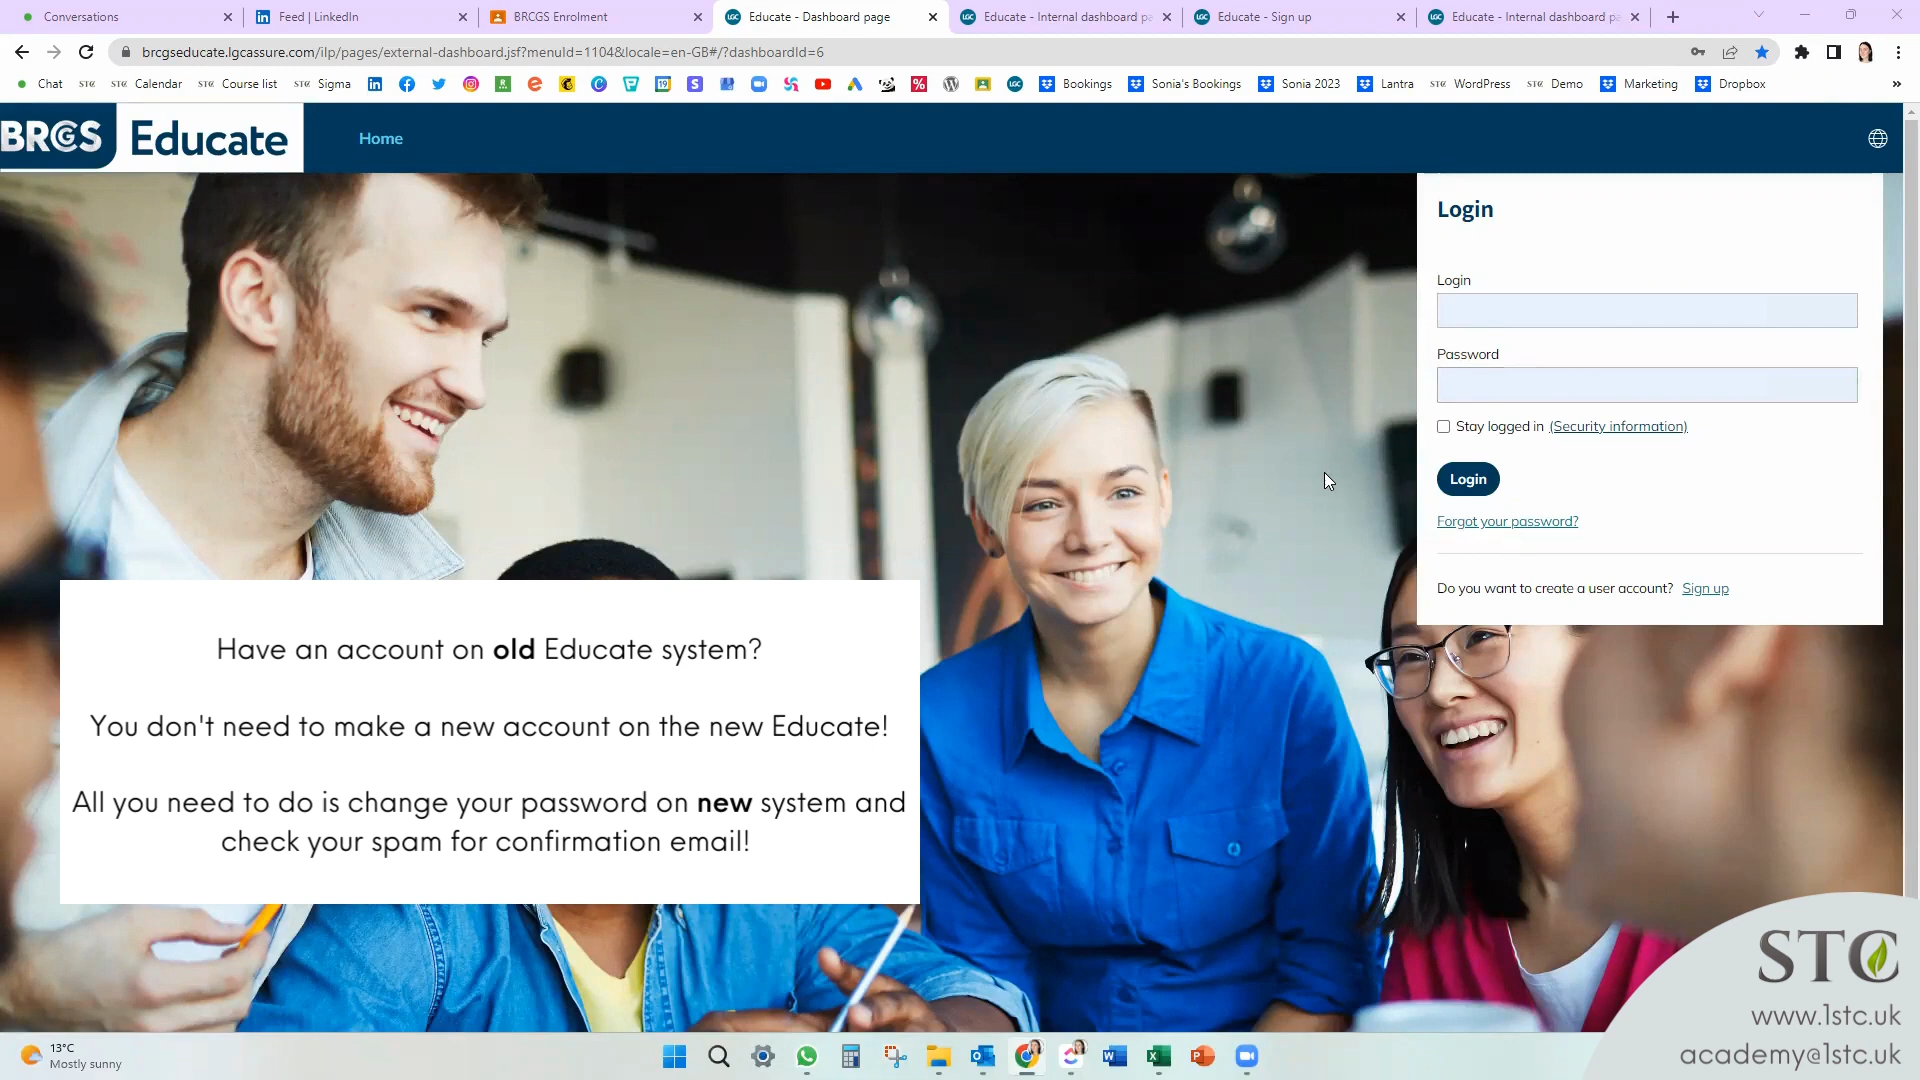 Conversations
Feed | LinkedIn
BRCGS Enrolment
Educate - Dashboard page
Educate - Internal dashboard pa
Educate - Sign up
Educate - Internal dashboard pa
brcgseducate.lgcassure.com/ilp/pages/external-dashboard.jsf?menuId=1104&locale=en-GB#/?dashboardId=6
Chat
STC
STC Calendar
STC Course list
STC Sigma
Bookings
Sonia's Bookings
Sonia 2023
Lantra
STC WordPress
STC Demo
Marketing
Dropbox
BRCGS Educate
Home
Login
Login
Password
Stay logged in (Security information)
Login
Forgot your password?
Do you want to create a user account? Sign up
Have an account on old Educate system?
You don't need to make a new account on the new Educate!
All you need to do is change your password on new system and
check your spam for confirmation email!
STC
www.1stc.uk
academy@1stc.uk
13°C
Mostly sunny